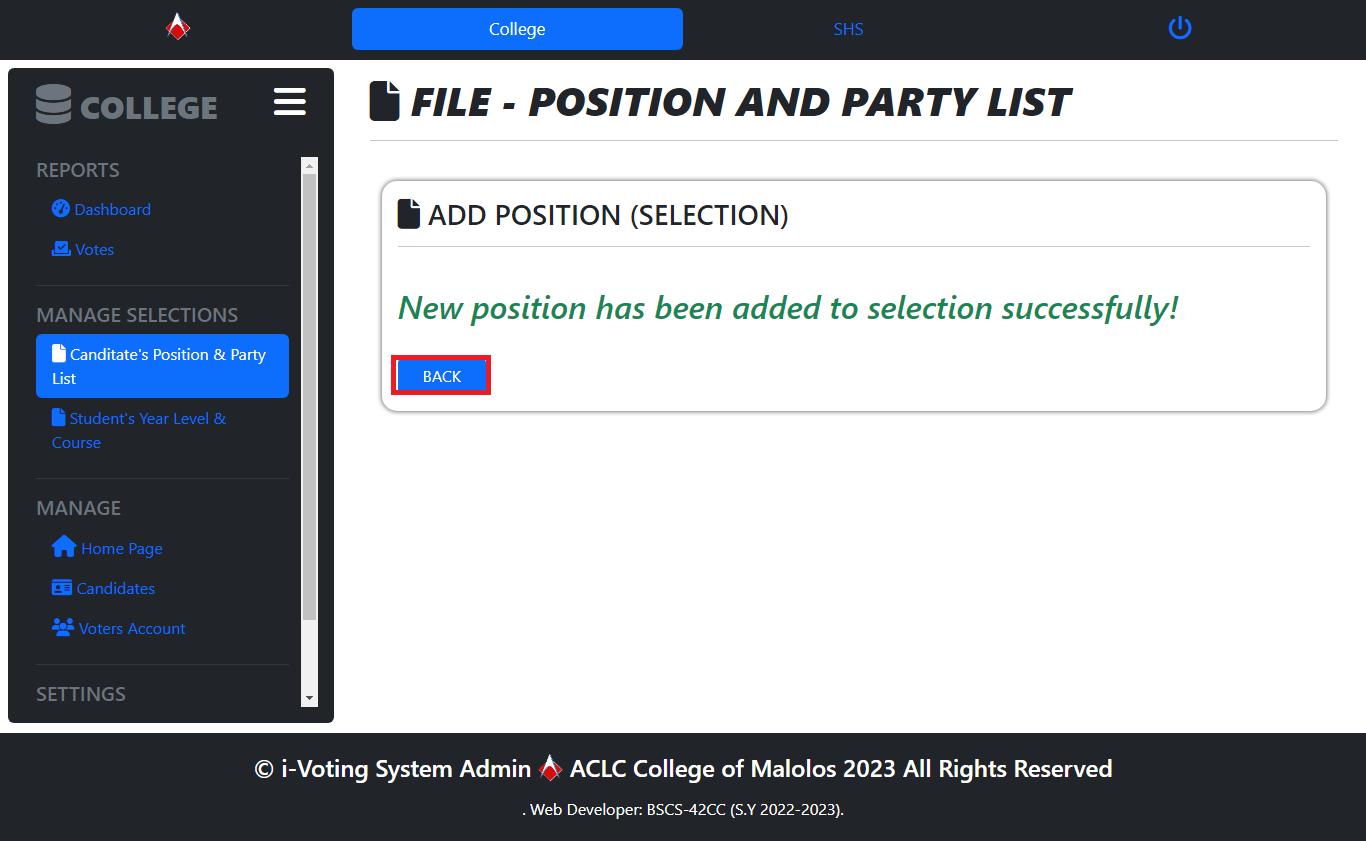 College
SHS
COLLEGE
REPORTS
Dashboard
Votes
MANAGE SELECTIONS
Canditate's Position & Party
List
Student's Year Level &
Course
MANAGE
Home Page
Candidates
Voters Account
SETTINGS
FILE - POSITION AND PARTY LIST
ADD POSITION (SELECTION)
New position has been added to selection successfully!
BACK
© i-Voting System Admin ACLC College of Malolos 2023 All Rights Reserved
. Web Developer: BSCS-42CC (S.Y 2022-2023).